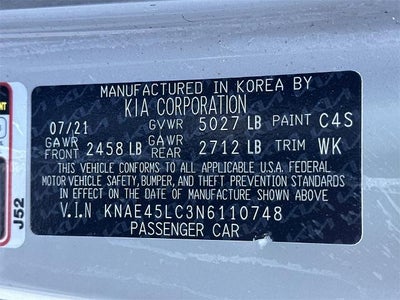 MANUFACTURED IN KOREA BY
KIA CORPORATION
07/21 GVWR 5027 LB PAINT C4S
GAWR FRONT 2458 LB GAWR REAR 2712 LB TRIM WK
THIS VEHICLE CONFORMS TO ALL APPLICABLE U.S.A. FEDERAL
MOTOR VEHICLE SAFETY, BUMPER, AND THEFT PREVENTION STANDARDS
IN EFFECT ON THE DATE OF MANUFACTURE SHOWN ABOVE
V.I.N KNAE45LC3N6110748
PASSENGER CAR
J52